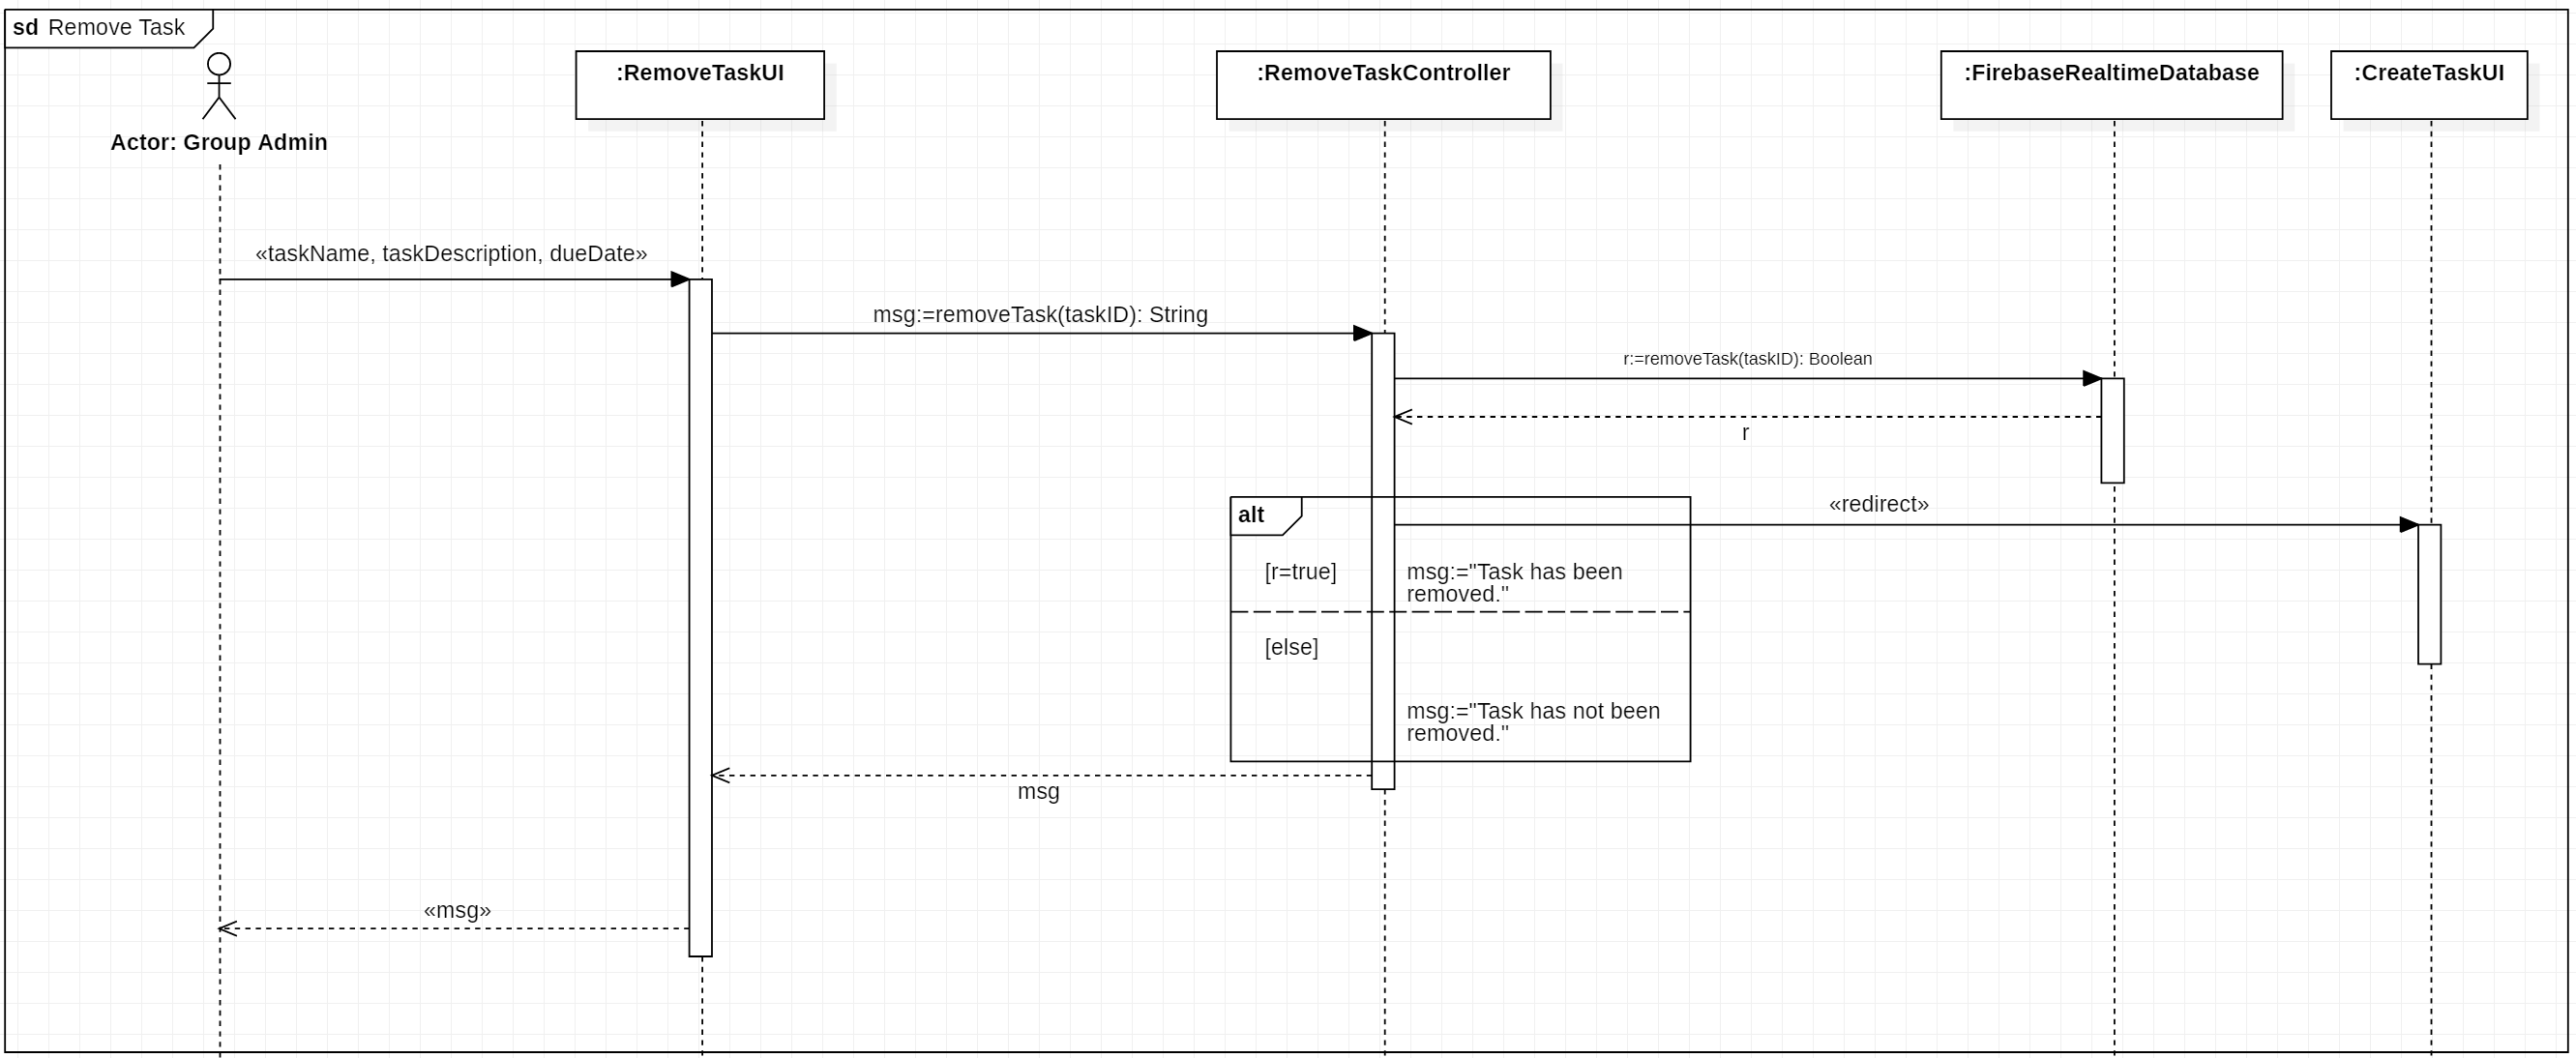 sd Remove Task
:RemoveTaskUI
:RemoveTaskController
:FirebaseRealtimeDatabase
:CreateTaskUI
Actor: Group Admin
«taskName, taskDescription, dueDate»
msg:=removeTask(taskID): String
r:=removeTask(taskID): Boolean
r
«redirect»
alt
[r=true]
msg:="Task has been
removed."
[else]
msg:="Task has not been
removed."
msg
«msg»